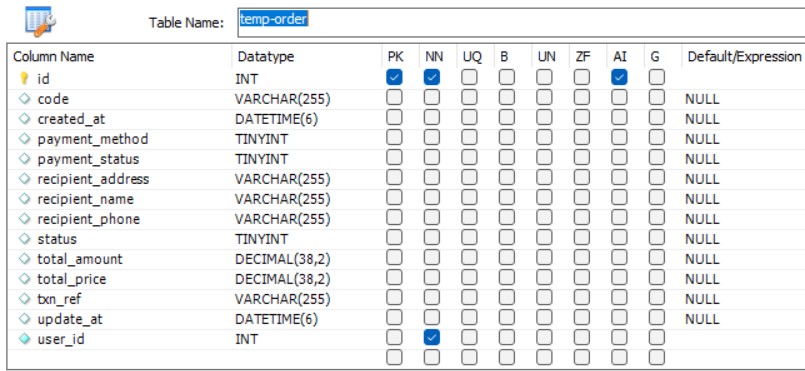 Table Name: temp-order
Column Name Datatype PK NN UQ B UN ZF AI G Default/Expression
id INT
code VARCHAR(255) NULL
created_at DATETIME(6) NULL
payment_method TINYINT NULL
payment_status TINYINT NULL
recipient_address VARCHAR(255) NULL
recipient_name VARCHAR(255) NULL
recipient_phone VARCHAR(255) NULL
status TINYINT NULL
total_amount DECIMAL(38,2) NULL
total_price DECIMAL(38,2) NULL
txn_ref VARCHAR(255) NULL
update_at DATETIME(6) NULL
user_id INT